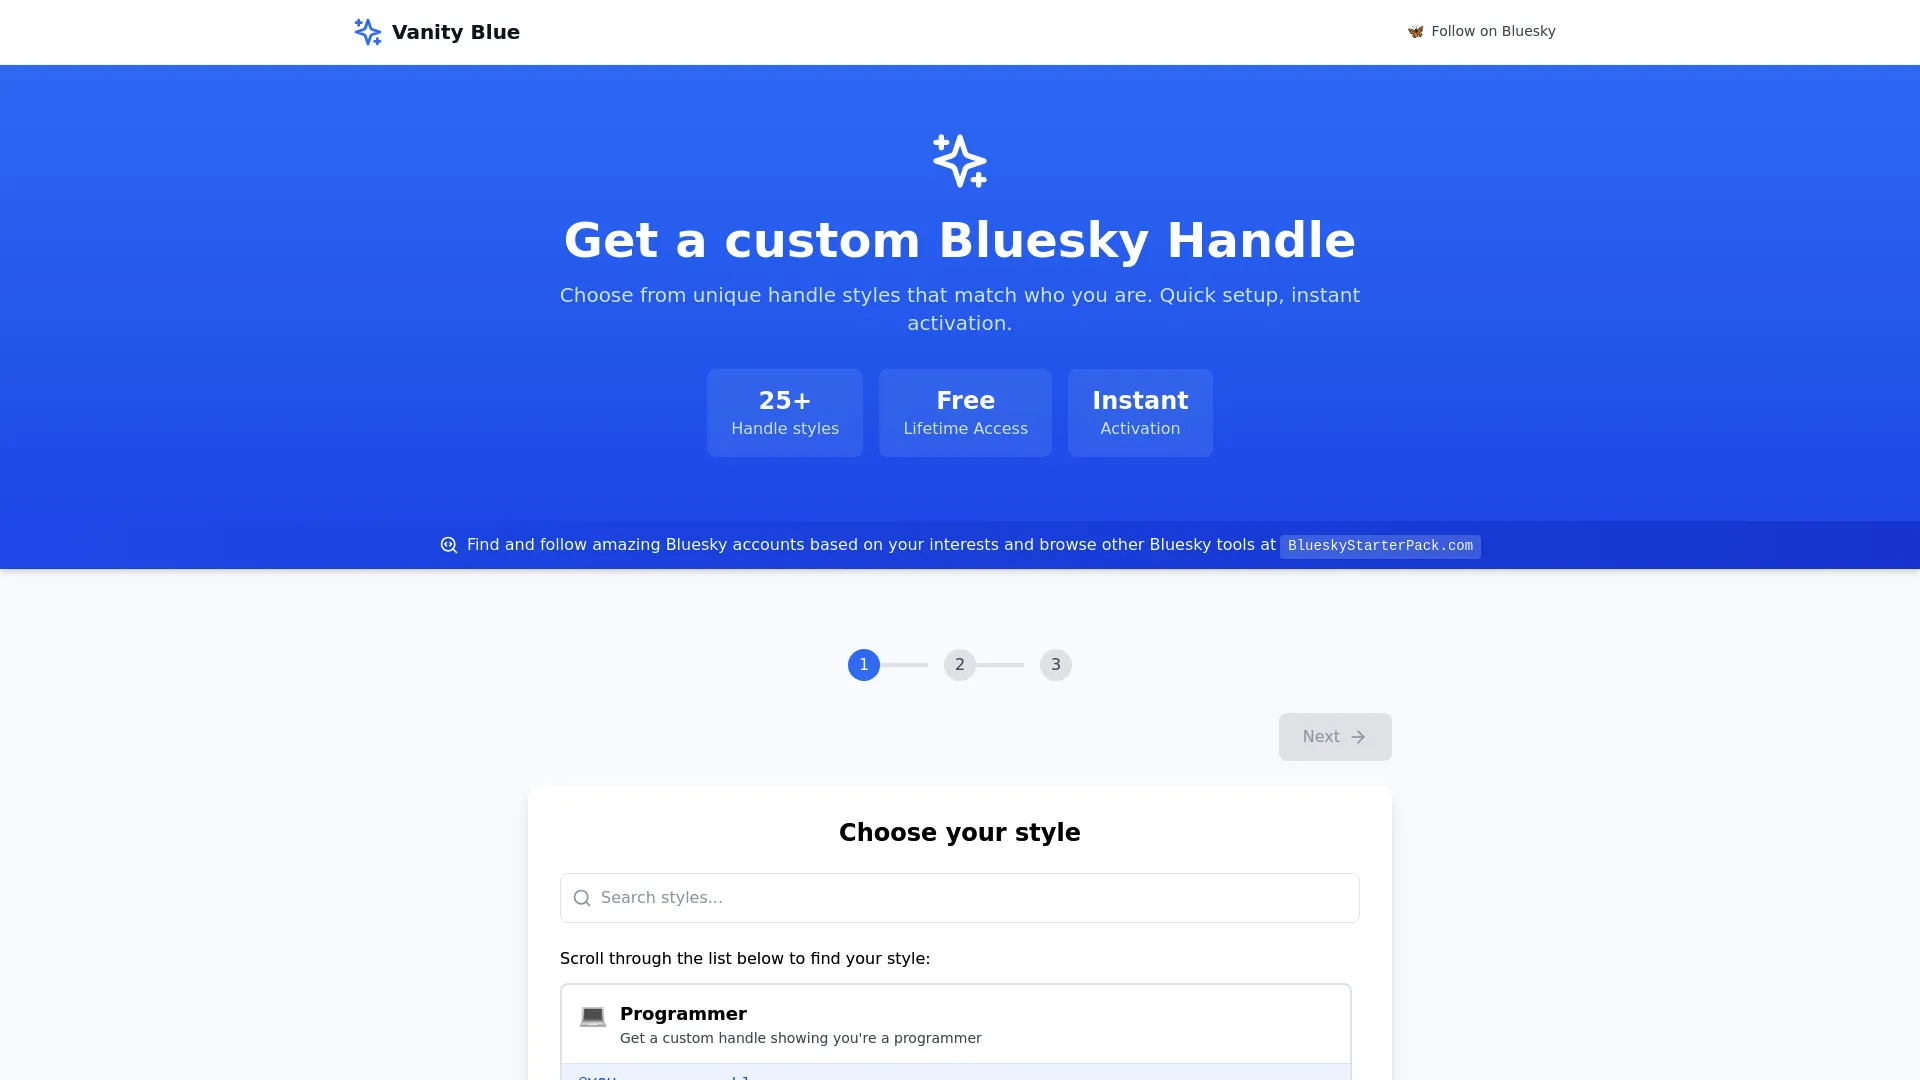 Vanity Blue
Follow on Bluesky
Get a custom Bluesky Handle
Choose from unique handle styles that match who you are. Quick setup, instant
activation.
25+
Handle styles
Free
Lifetime Access
Instant
Activation
Find and follow amazing Bluesky accounts based on your interests and browse other Bluesky tools at BlueskyStarterPack.com
1
2
3
Next
Choose your style
Search styles...
Scroll through the list below to find your style:
Programmer
Get a custom handle showing you're a programmer